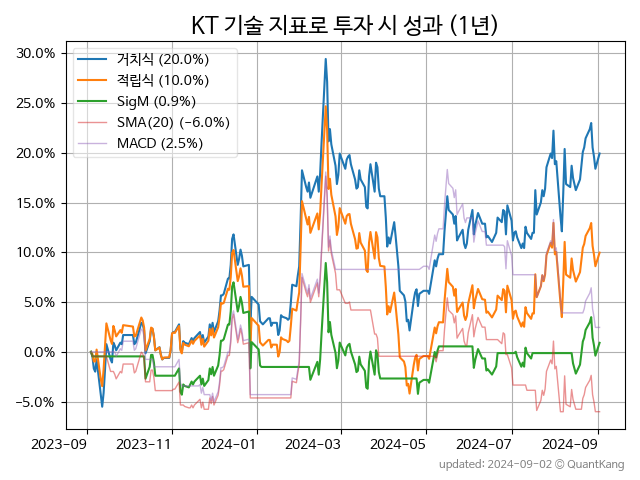 KT 기술 지표로 투자 시 성과 (1년)
거치식 (20.0%)
적립식 (10.0%)
SigM (0.9%)
SMA(20) (-6.0%)
MACD (2.5%)
30.0%
25.0%
20.0%
15.0%
10.0%
5.0%
0.0%
-5.0%
2023-09
2023-11
2024-01
2024-03
2024-05
2024-07
2024-09
updated: 2024-09-02 © QuantKang